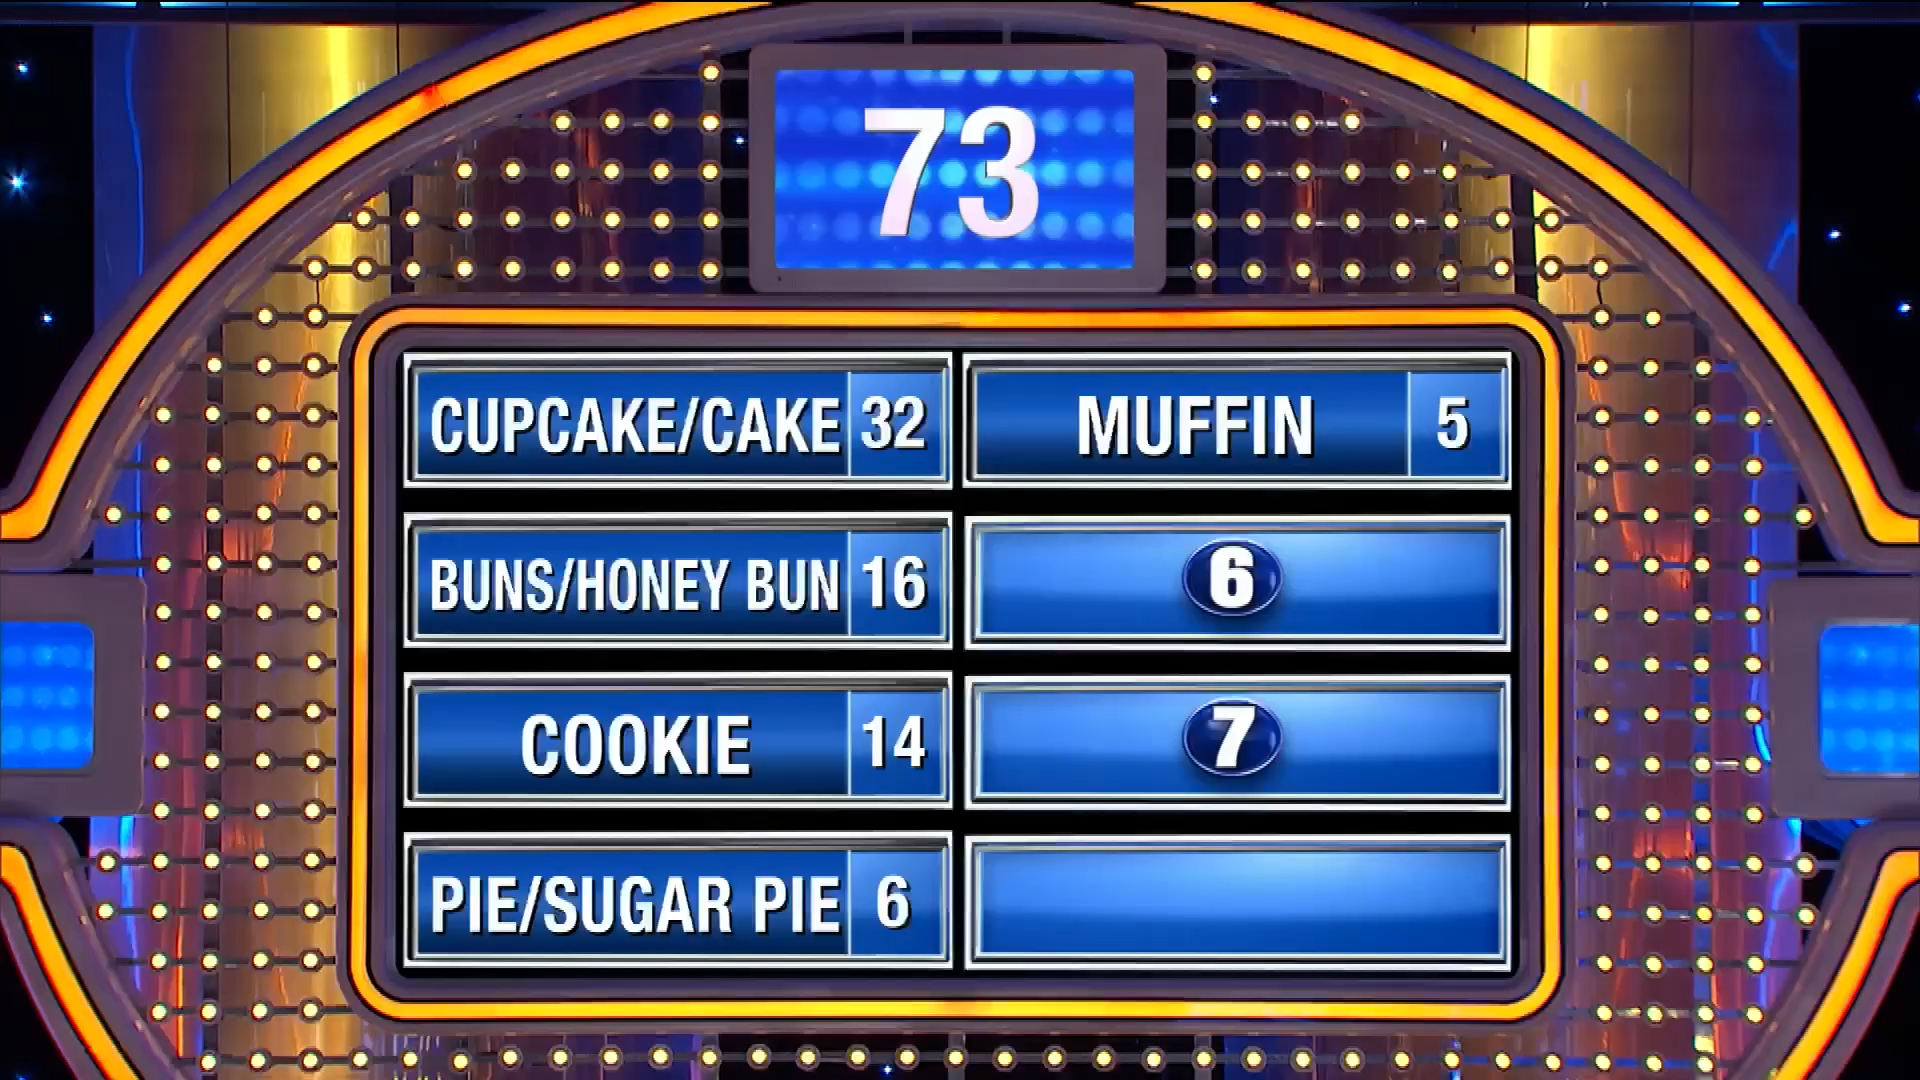 73
CUPCAKE/CAKE 32
BUNS/HONEY BUN 16
COOKIE 14
PIE/SUGAR PIE 6
MUFFIN 5
6
7